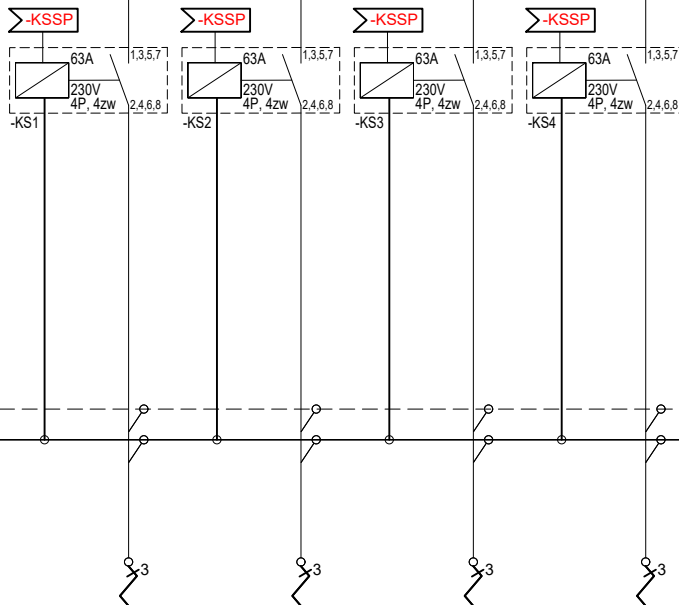 -KSSP -KSSP -KSSP -KSSP
63A 1,3,5,7 63A 1,3,5,7 63A 1,3,5,7 63A 1,3,5,7
230V 230V 230V 230V
4P, 4zw 2,4,6,8 4P, 4zw 2,4,6,8 4P, 4zw 2,4,6,8 4P, 4zw 2,4,6,8
-KS1 -KS2 -KS3 -KS4
3 3 3 3